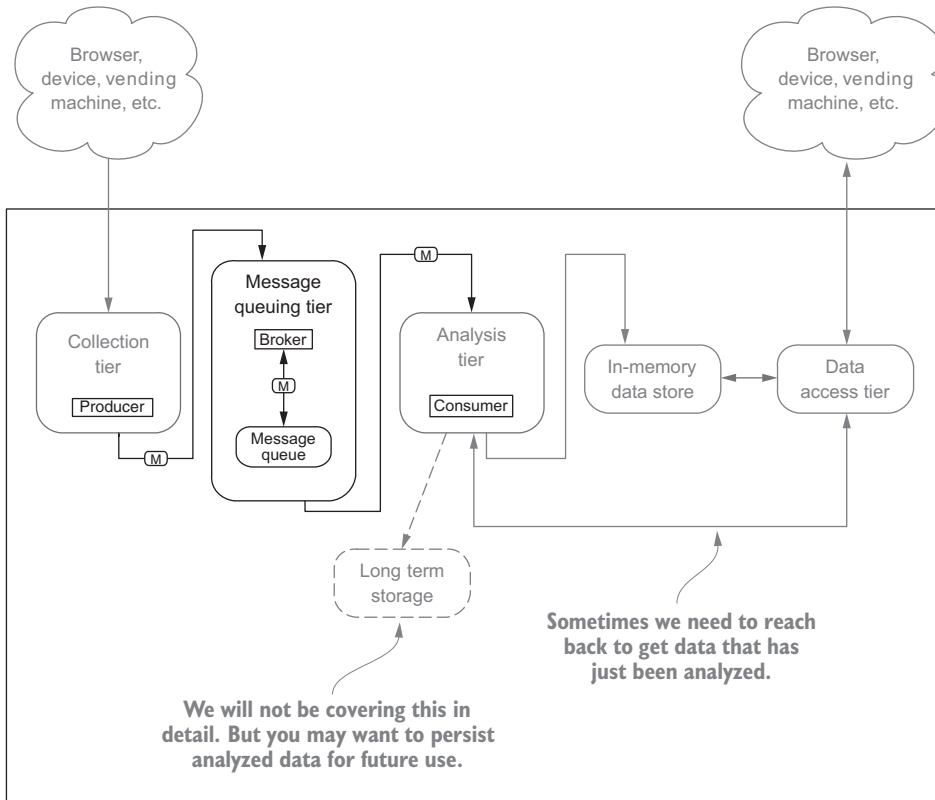 Browser,
device, vending
machine, etc.
Browser,
device, vending
machine, etc.
M
M
Message
queuing tier
Broker
M
Message
queue
Collection
tier
Producer
M
Analysis
tier
Consumer
In-memory
data store
Data
access tier
Long term
storage
Sometimes we need to reach
back to get data that has
just been analyzed.
We will not be covering this in
detail. But you may want to persist
analyzed data for future use.